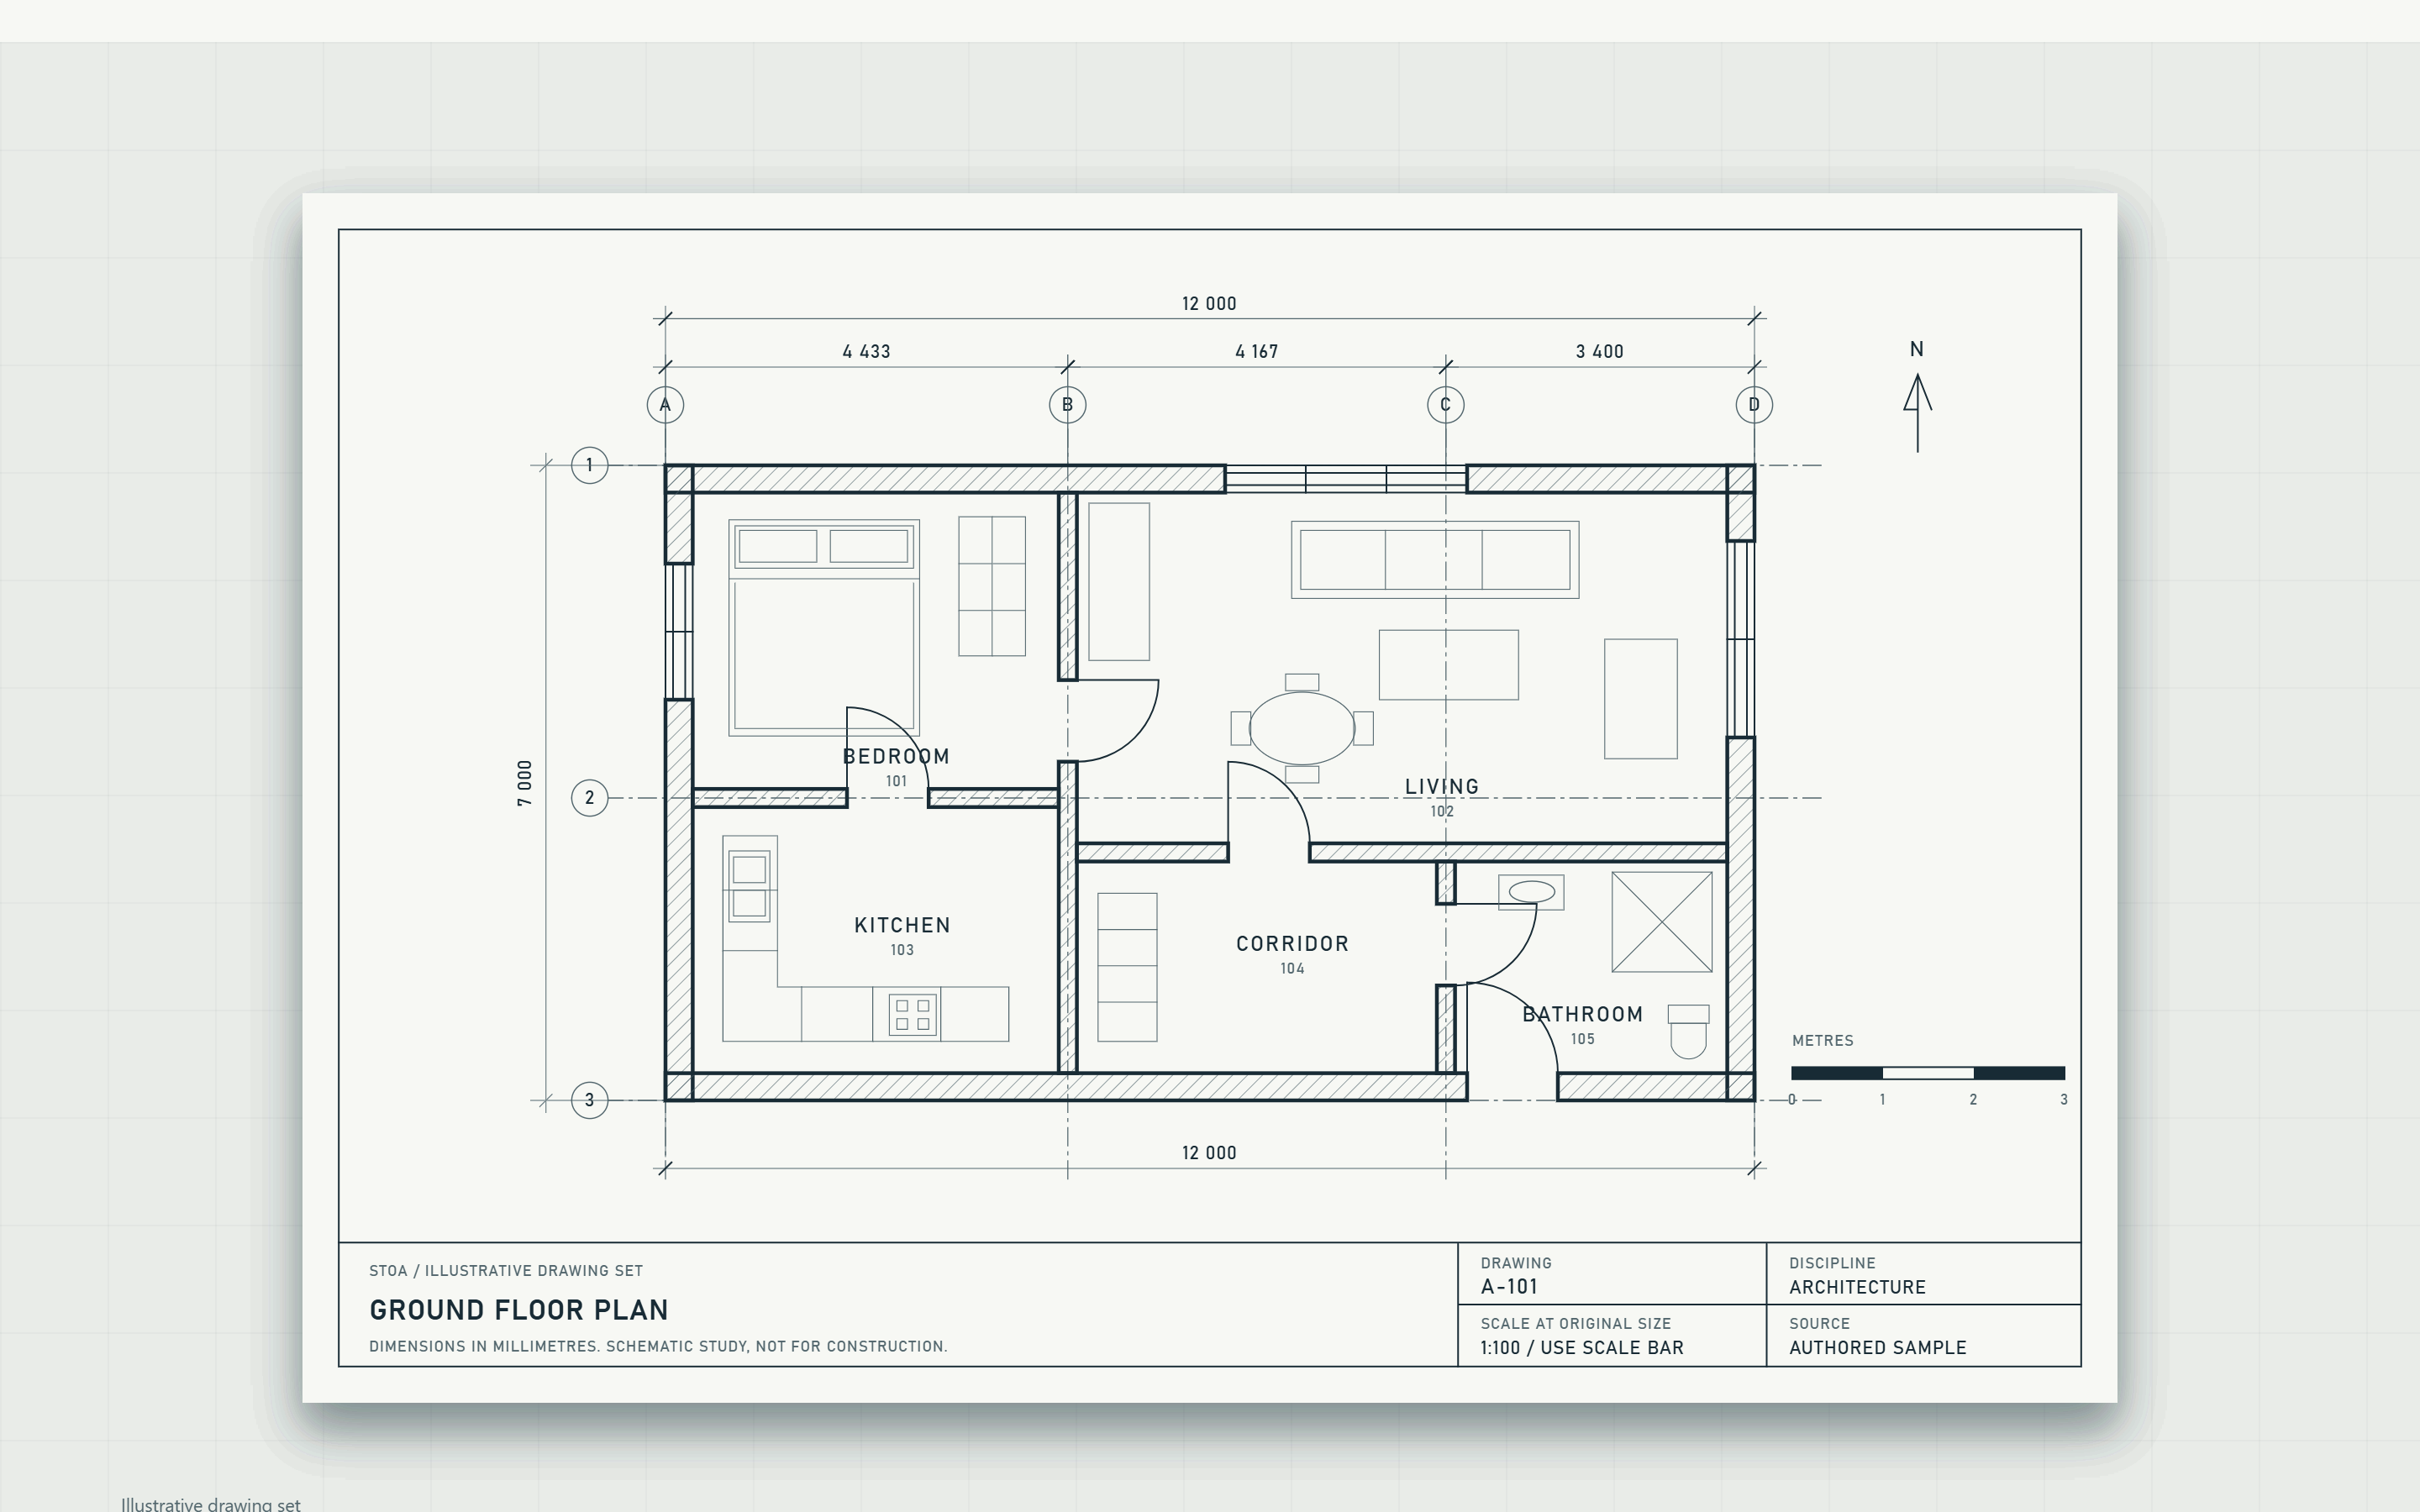 12 000
4 433
4 167
3 400
N
A
B
C
D
1
BEDROOM
101
7 000
2
LIVING
102
KITCHEN
103
CORRIDOR
104
BATHROOM
105
METRES
3
0
1
2
3
12 000
STOA / ILLUSTRATIVE DRAWING SET
GROUND FLOOR PLAN
DIMENSIONS IN MILLIMETRES. SCHEMATIC STUDY, NOT FOR CONSTRUCTION.
DRAWING
A-101
DISCIPLINE
ARCHITECTURE
SCALE AT ORIGINAL SIZE
1:100 / USE SCALE BAR
SOURCE
AUTHORED SAMPLE
Illustrative drawing set